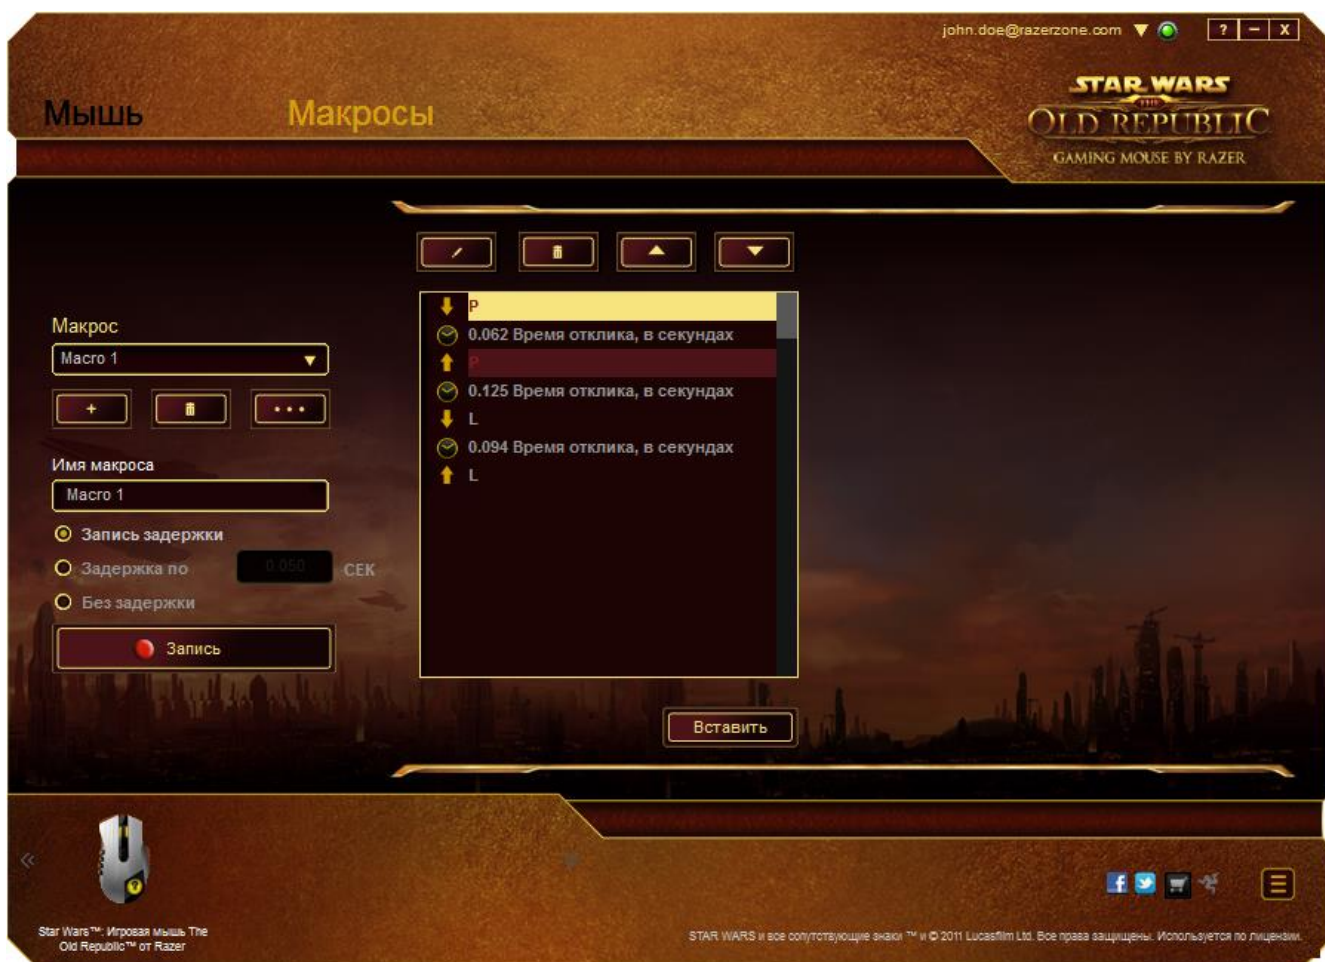 john.doe@razerzone.com
? – X
Мышь
Макросы
STAR WARS
THE
OLD REPUBLIC
GAMING MOUSE BY RAZER
Макрос
Macro 1
Имя макроса
Macro 1
Запись задержки
Задержка по 0.050 СЕК
Без задержки
Запись
P
0.062 Время отклика, в секундах
P
0.125 Время отклика, в секундах
L
0.094 Время отклика, в секундах
L
Вставить
Star Wars™: Игровая мышь The
Old Republic™ от Razer
STAR WARS и все сопутствующие знаки ™ и © 2011 Lucasfilm Ltd. Все права защищены. Используется по лицензии.